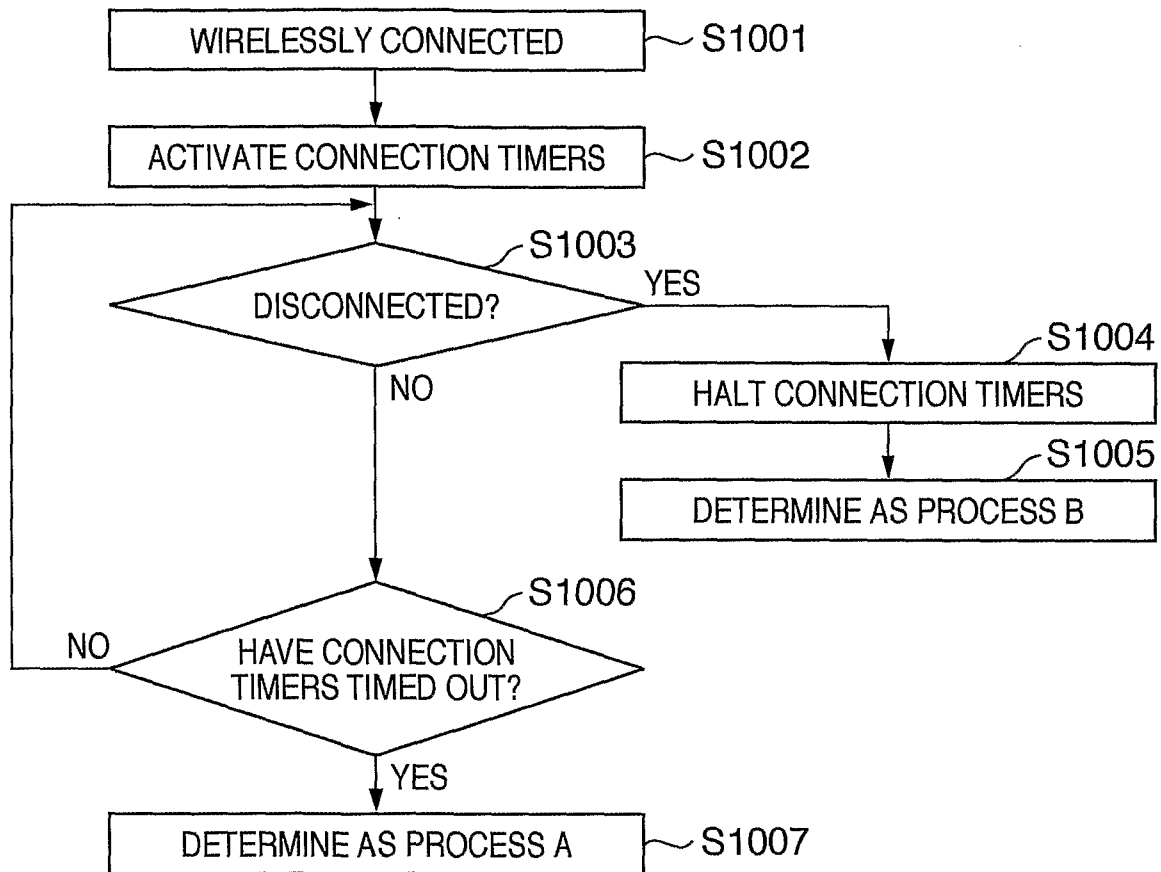 WIRELESSLY CONNECTED
S1001
ACTIVATE CONNECTION TIMERS
S1002
S1003
DISCONNECTED?
YES
NO
S1004
HALT CONNECTION TIMERS
S1005
DETERMINE AS PROCESS B
S1006
HAVE CONNECTION
TIMERS TIMED OUT?
NO
YES
DETERMINE AS PROCESS A
S1007